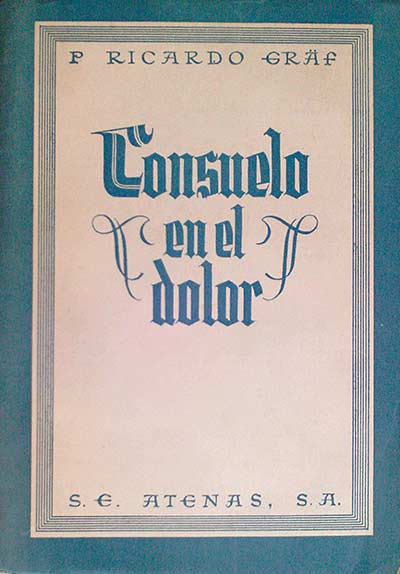 P RICARDO GRÄF
Consuelo
en el
dolor
S. E. ATENAS, S. A.